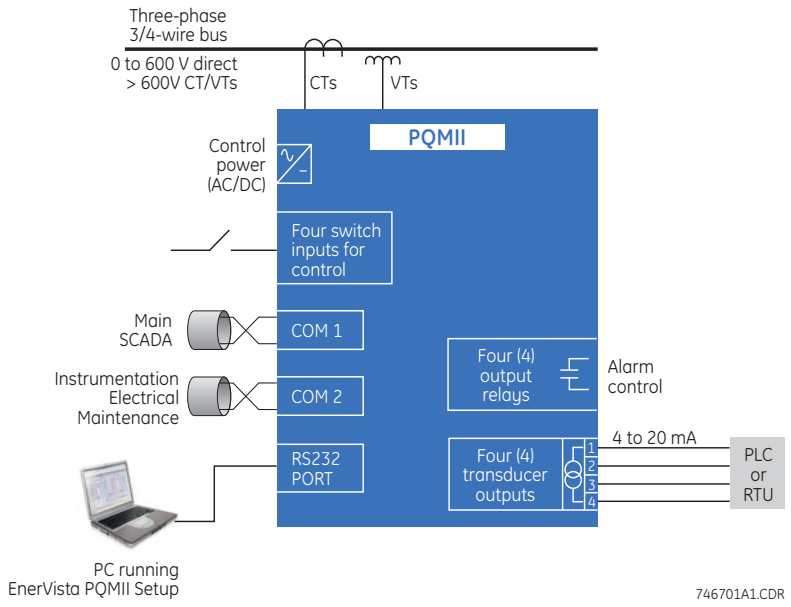 Three-phase
3/4-wire bus
0 to 600 V direct
> 600V CT/VTs
CTs
VTs
PQMII
Control
power
(AC/DC)
Four switch
inputs for
control
Main
SCADA
COM 1
Instrumentation
Electrical
Maintenance
COM 2
RS232
PORT
Four (4)
output
relays
Alarm
control
Four (4)
transducer
outputs
1
2
3
4
4 to 20 mA
PLC
or
RTU
PC running
EnerVista PQMII Setup
746701A1.CDR